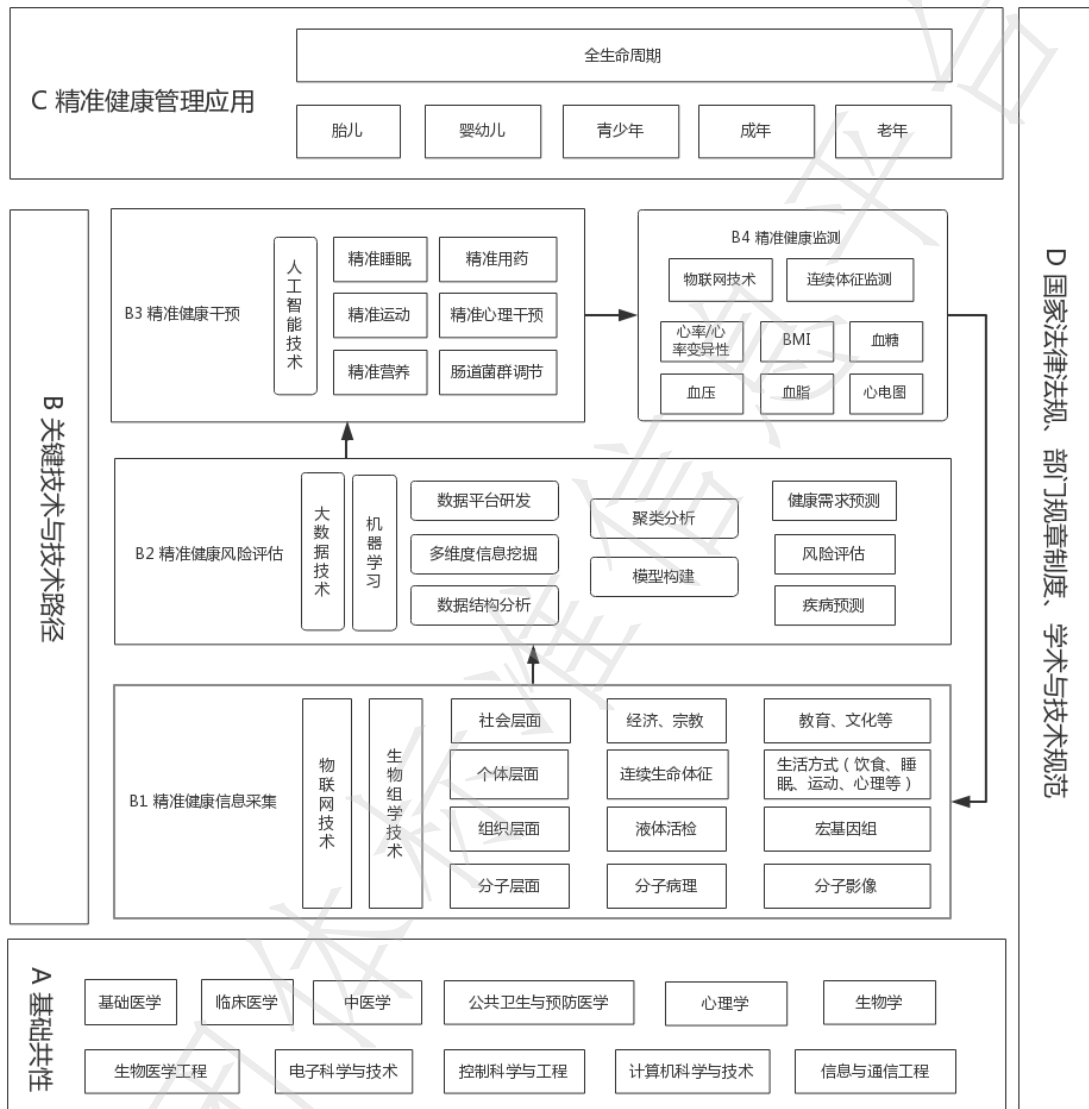 C 精准健康管理应用
全生命周期
胎儿
婴幼儿
青少年
成年
老年
D 国家法律法规、部门规章制度、学术与技术规范
B 关键技术与技术路径
B3 精准健康干预
人工智能技术
精准睡眠
精准用药
精准运动
精准心理干预
精准营养
肠道菌群调节
B4 精准健康监测
物联网技术
连续体征监测
心率/心
率变异性
BMI
血糖
血压
血脂
心电图
B2 精准健康风险评估
大数据技术
机器学习
数据平台研发
多维度信息挖掘
数据结构分析
聚类分析
模型构建
健康需求预测
风险评估
疾病预测
B1 精准健康信息采集
物联网技术
生物组学技术
社会层面
经济、宗教
教育、文化等
个体层面
连续生命体征
生活方式（饮食、睡
眠、运动、心理等）
组织层面
液体活检
宏基因组
分子层面
分子病理
分子影像
A 基础共性
基础医学
临床医学
中医学
公共卫生与预防医学
心理学
生物学
生物医学工程
电子科学与技术
控制科学与工程
计算机科学与技术
信息与通信工程
团体标准信息平台